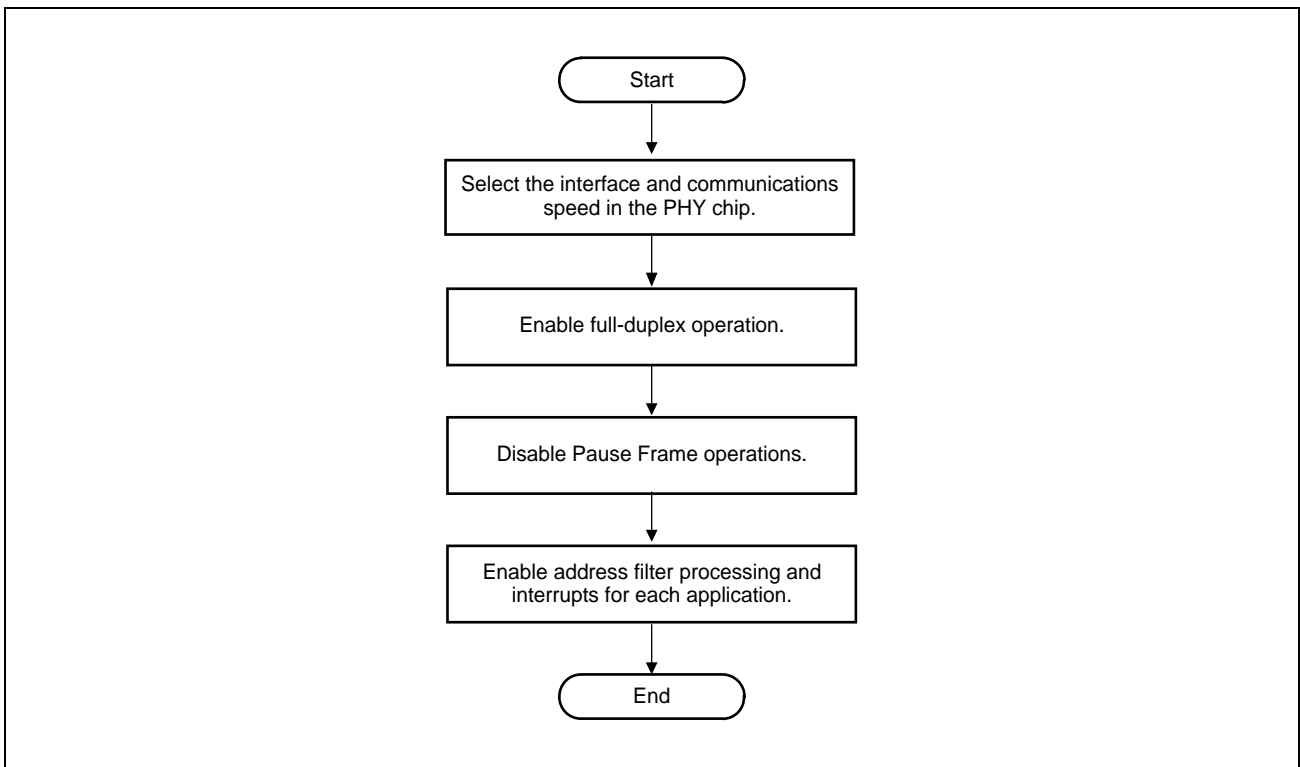 Start
Select the interface and communications
speed in the PHY chip.
Enable full-duplex operation.
Disable Pause Frame operations.
Enable address filter processing and
interrupts for each application.
End